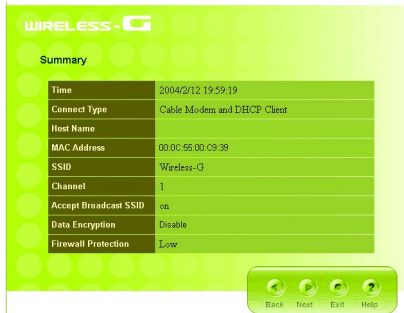 WIRELESS-G
Summary
Time 2004/2/12 19:59:19
Connect Type Cable Modem and DHCP Client
Host Name
MAC Address 00:0C:55:00:C9:39
SSID Wireless-G
Channel 1
Accept Broadcast SSID on
Data Encryption Disable
Firewall Protection Low
Back Next Exit Help